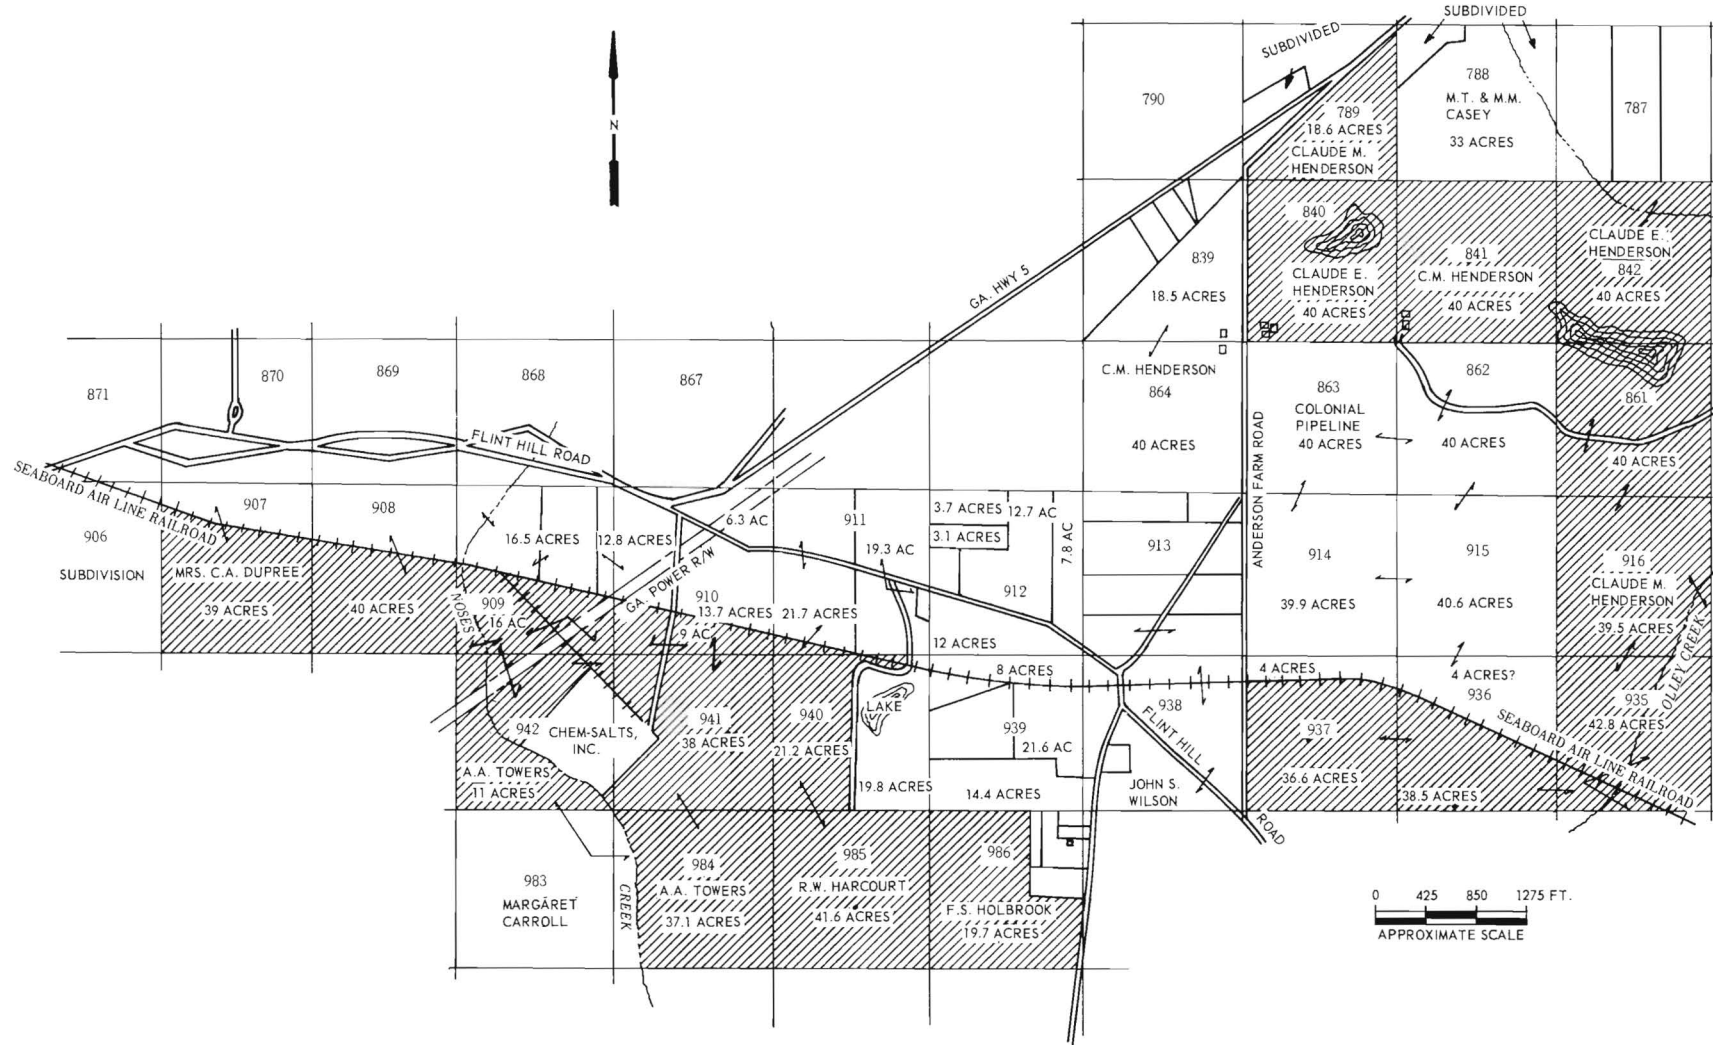 SUBDIVIDED
SUBDIVIDED
N
790
789
18.6 ACRES
CLAUDE M.
HENDERSON
788
M.T. & M.M.
CASEY
33 ACRES
787
839
18.5 ACRES
840
CLAUDE E.
HENDERSON
40 ACRES
841
C.M. HENDERSON
40 ACRES
CLAUDE E.
HENDERSON
842
40 ACRES
GA. HWY 5
871
870
869
868
867
C.M. HENDERSON
864
40 ACRES
ANDERSON FARM ROAD
863
COLONIAL
PIPELINE
40 ACRES
862
40 ACRES
861
40 ACRES
FLINT HILL ROAD
SEABOARD AIR LINE RAILROAD
906
SUBDIVISION
907
MRS. C.A. DUPREE
39 ACRES
908
40 ACRES
NOSES
909
16 AC
16.5 ACRES
12.8 ACRES
GA. POWER R/W
6.3 AC
910
13.7 ACRES
9 AC
911
19.3 AC
21.7 ACRES
3.7 ACRES
12.7 AC
3.1 ACRES
7.8 AC
912
12 ACRES
8 ACRES
913
914
39.9 ACRES
4 ACRES
915
40.6 ACRES
4 ACRES?
916
CLAUDE M.
HENDERSON
39.5 ACRES
OLLEY CREEK
942
CHEM-SALTS,
INC.
A.A. TOWERS
11 ACRES
941
38 ACRES
940
21.2 ACRES
LAKE
19.8 ACRES
939
21.6 AC
14.4 ACRES
938
FLINT HILL
ROAD
JOHN S.
WILSON
937
36.6 ACRES
936
38.5 ACRES
SEABOARD AIR LINE RAILROAD
935
42.8 ACRES
983
MARGARET
CARROLL
CREEK
984
A.A. TOWERS
37.1 ACRES
985
R.W. HARCOURT
41.6 ACRES
986
F.S. HOLBROOK
19.7 ACRES
0 425 850 1275 FT.
APPROXIMATE SCALE